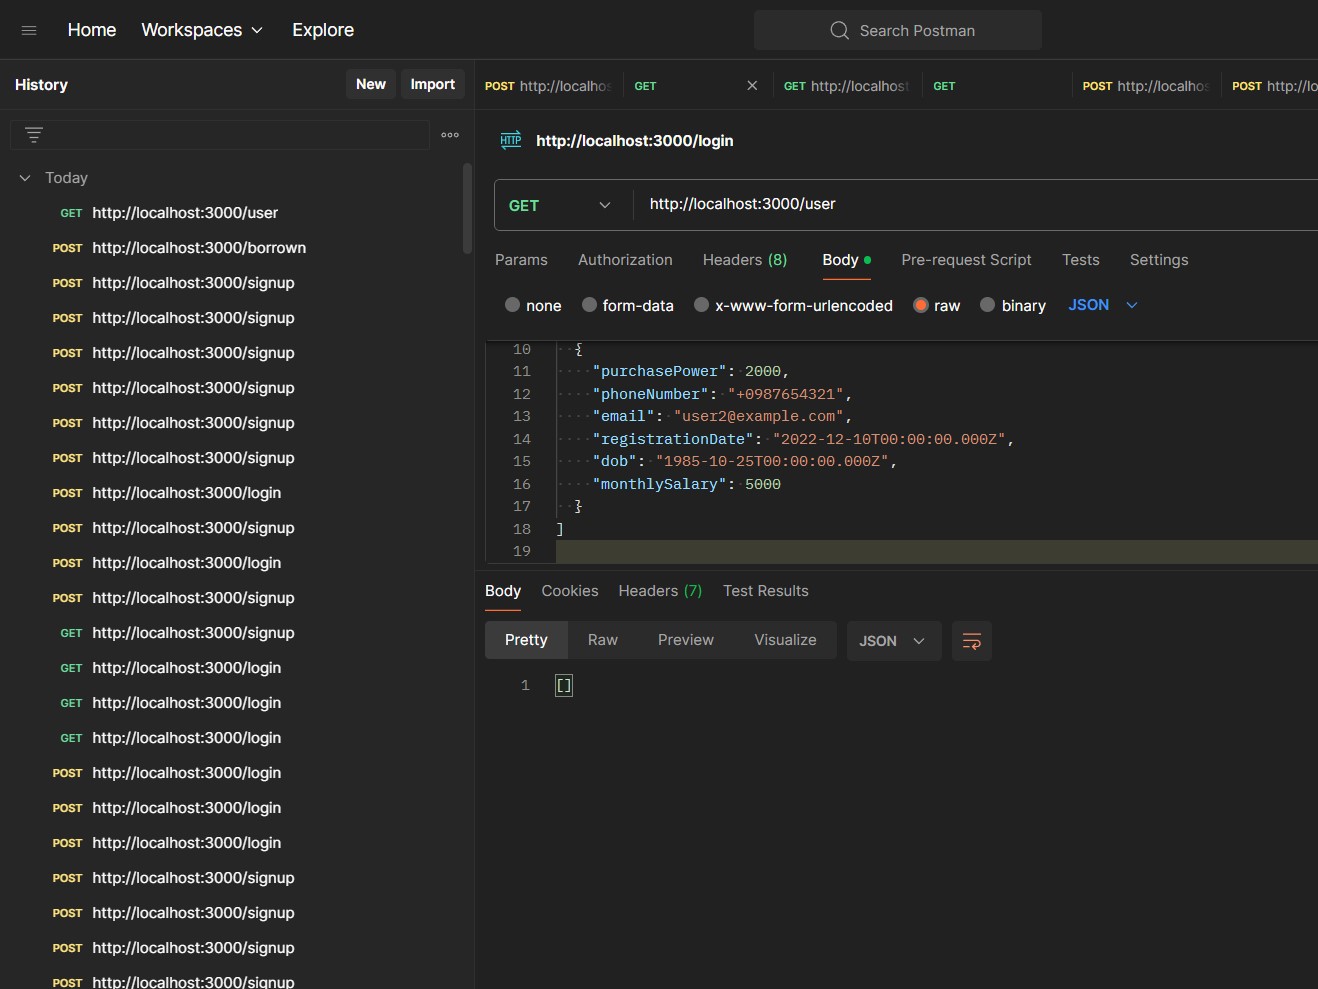 Home Workspaces Explore Search Postman
History New Import
POST http://localhos GET GET http://localhost GET POST http://localhos POST http://lo
http://localhost:3000/login
Today
GET http://localhost:3000/user
POST http://localhost:3000/borrown
POST http://localhost:3000/signup
POST http://localhost:3000/signup
POST http://localhost:3000/signup
POST http://localhost:3000/signup
POST http://localhost:3000/signup
POST http://localhost:3000/signup
POST http://localhost:3000/login
POST http://localhost:3000/signup
POST http://localhost:3000/login
POST http://localhost:3000/signup
GET http://localhost:3000/signup
GET http://localhost:3000/login
GET http://localhost:3000/login
GET http://localhost:3000/login
POST http://localhost:3000/login
POST http://localhost:3000/login
POST http://localhost:3000/login
POST http://localhost:3000/signup
POST http://localhost:3000/signup
POST http://localhost:3000/signup
POST http://localhost:3000/signup
HTTP
GET http://localhost:3000/user
Params Authorization Headers (8) Body Pre-request Script Tests Settings
none form-data x-www-form-urlencoded raw binary JSON
10 {
11 "purchasePower": 2000,
12 "phoneNumber": "+0987654321",
13 "email": "user2@example.com",
14 "registrationDate": "2022-12-10T00:00:00.000Z",
15 "dob": "1985-10-25T00:00:00.000Z",
16 "monthlySalary": 5000
17 }
18 ]
19
Body Cookies Headers (7) Test Results
Pretty Raw Preview Visualize JSON
1 []